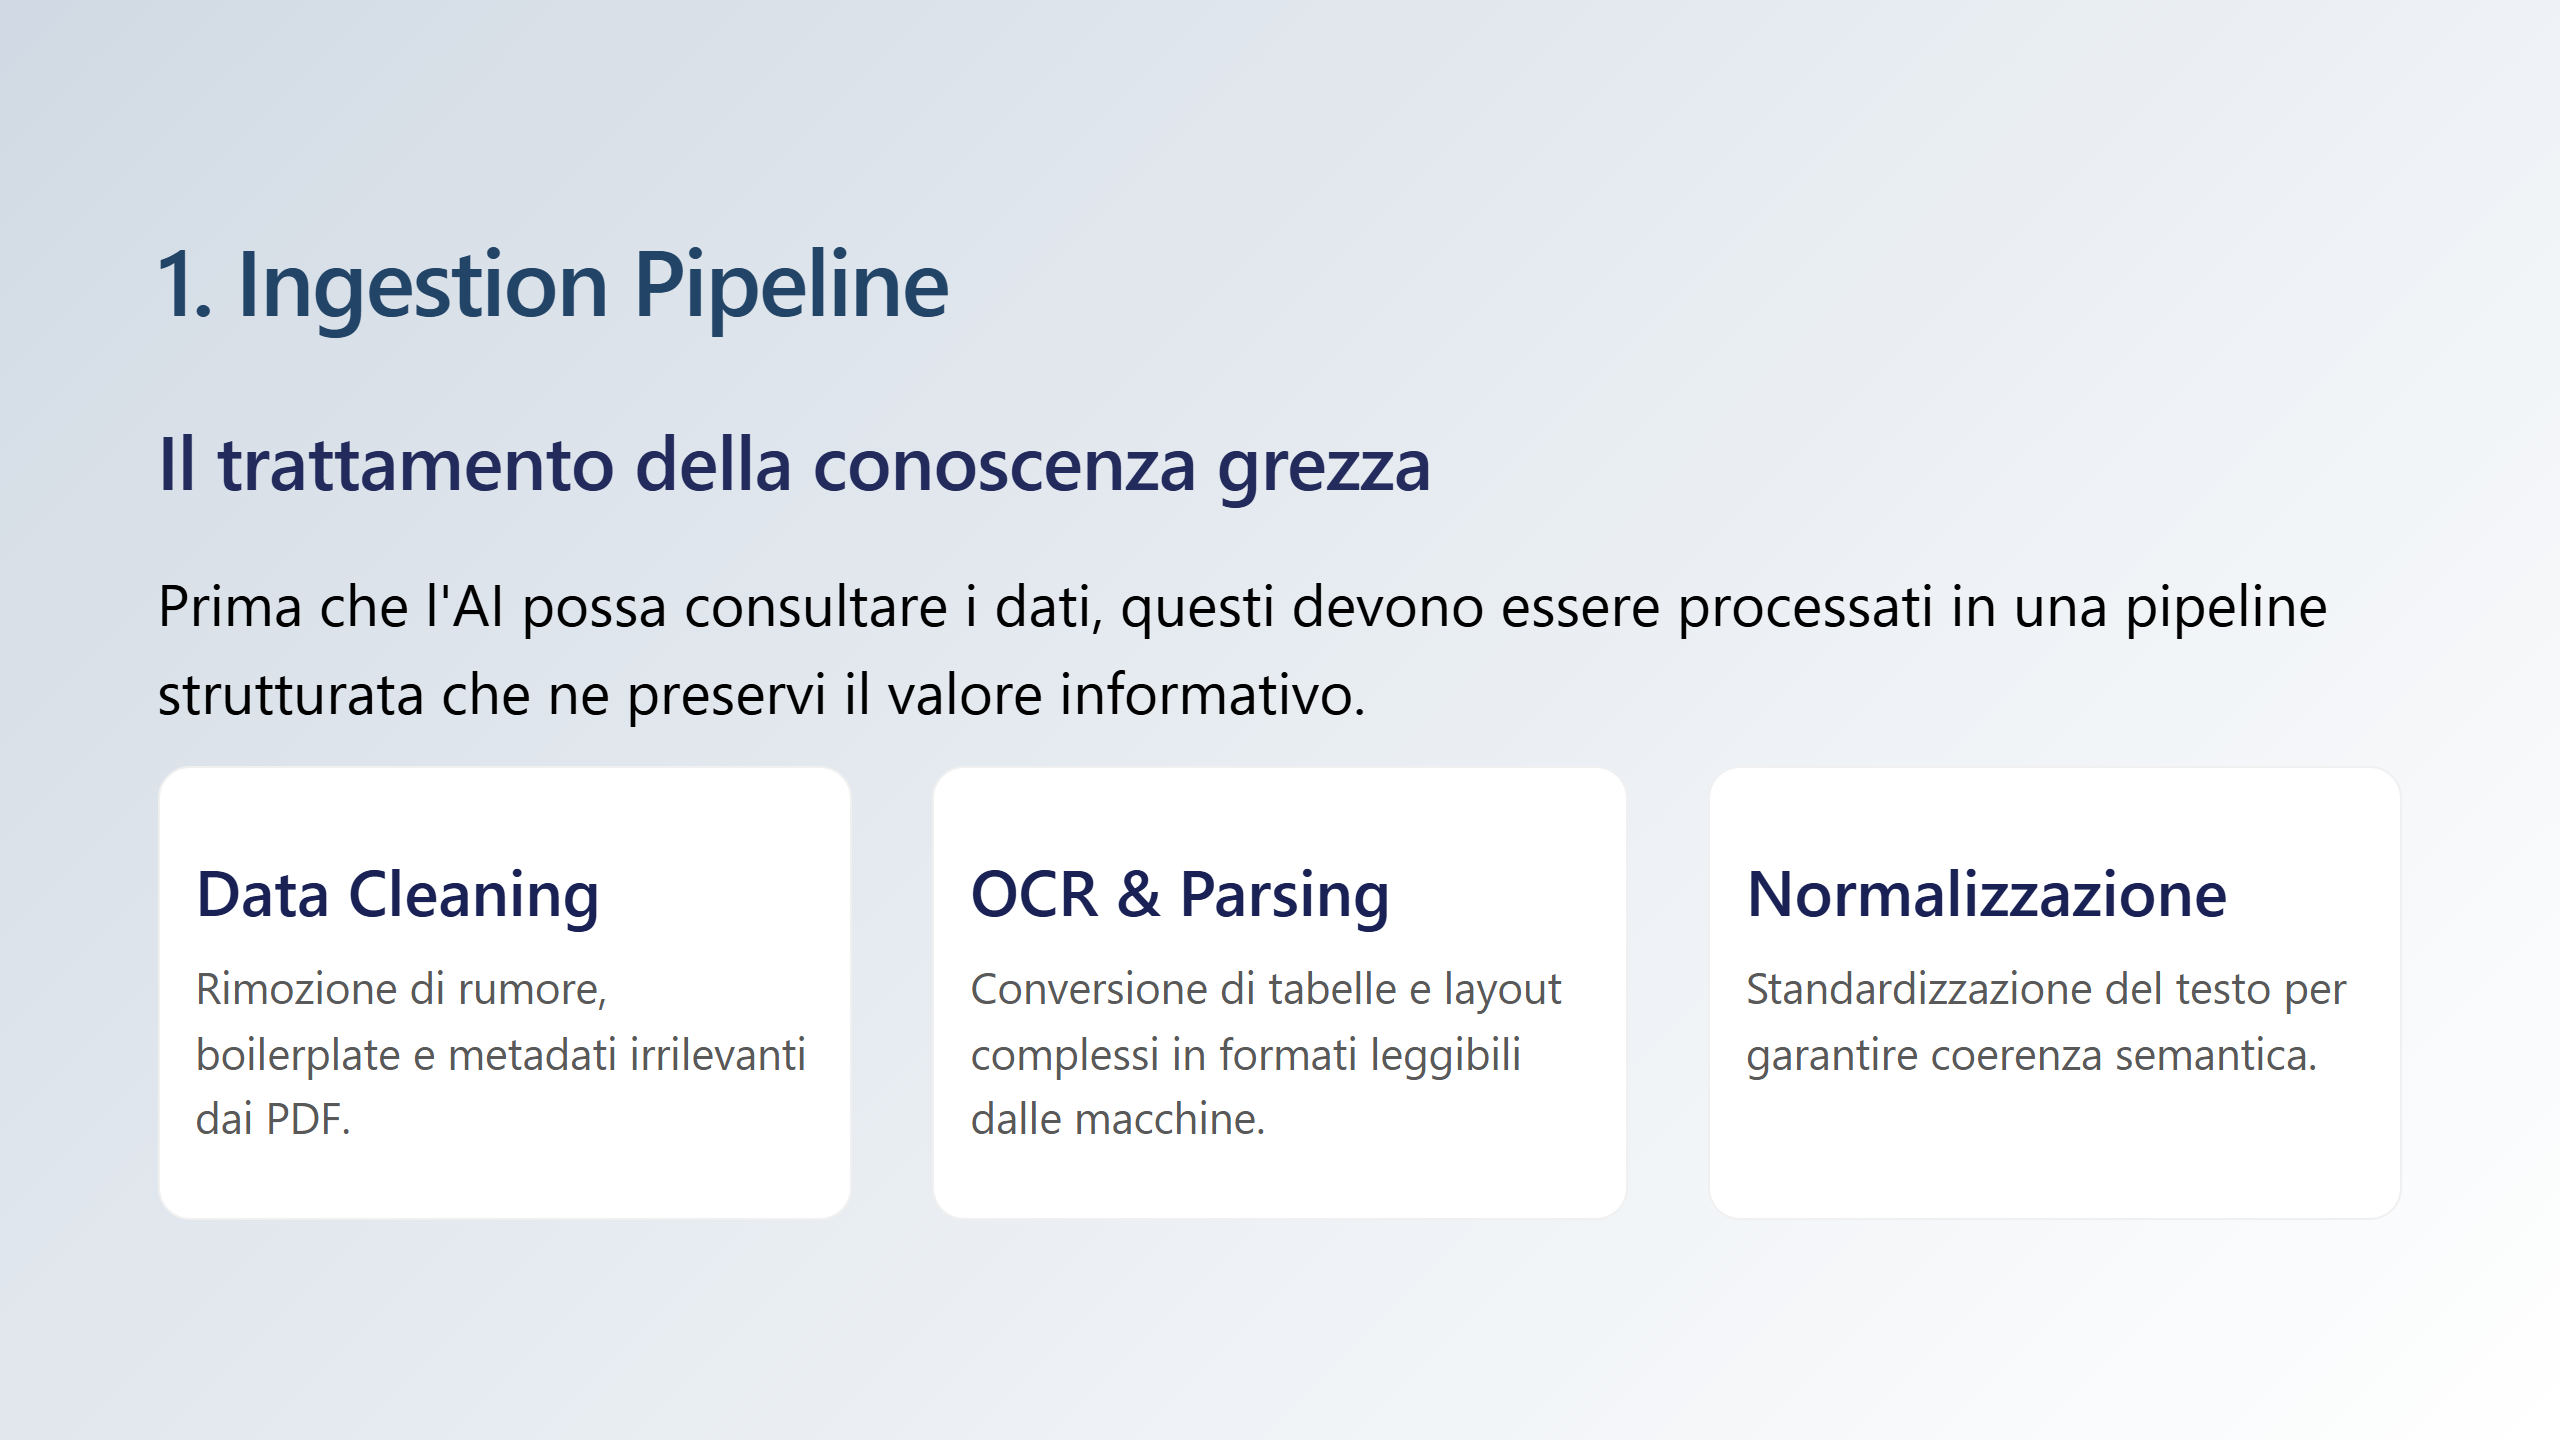 1. Ingestion Pipeline
Il trattamento della conoscenza grezza
Prima che l'AI possa consultare i dati, questi devono essere processati in una pipeline
strutturata che ne preservi il valore informativo.
Data Cleaning
Rimozione di rumore,
boilerplate e metadati irrilevanti
dai PDF.
OCR & Parsing
Conversione di tabelle e layout
complessi in formati leggibili
dalle macchine.
Normalizzazione
Standardizzazione del testo per
garantire coerenza semantica.